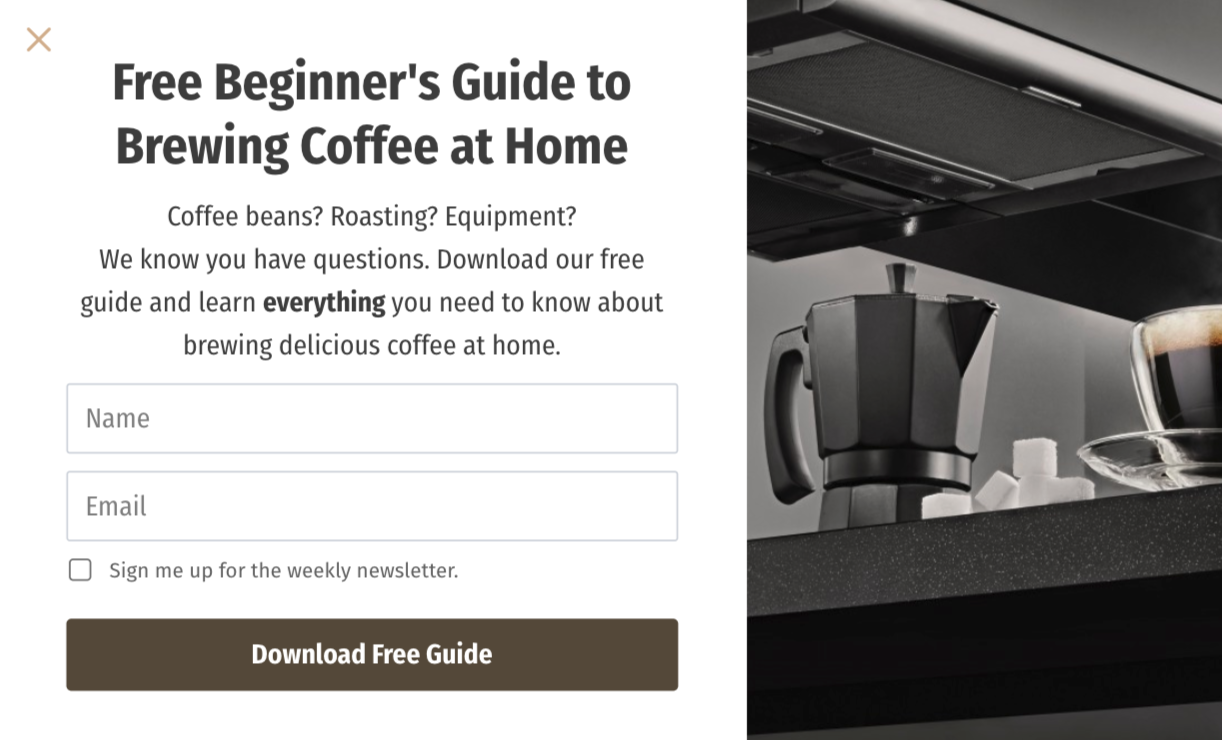 Free Beginner's Guide to
Brewing Coffee at Home
Coffee beans? Roasting? Equipment?
We know you have questions. Download our free
guide and learn everything you need to know about
brewing delicious coffee at home.
Name
Email
Sign me up for the weekly newsletter.
Download Free Guide